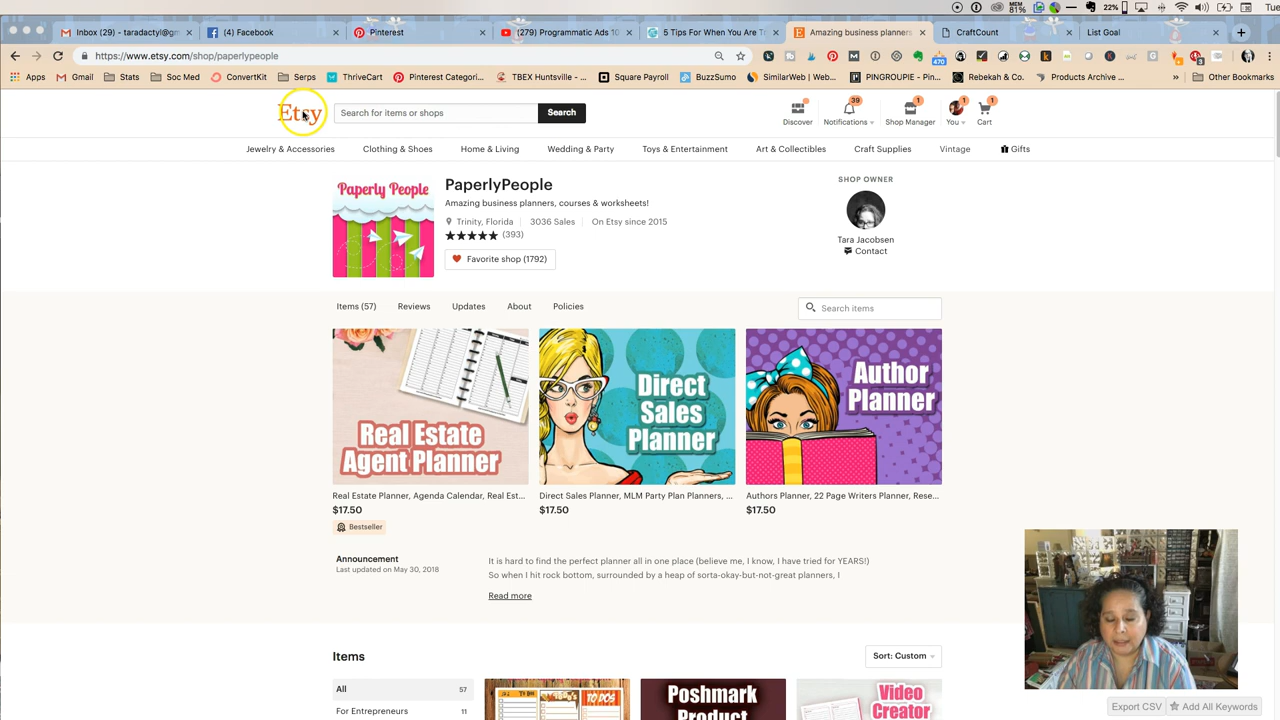 MEM 81% 22% Tue
Inbox (29) - taradactyl@gm
(4) Facebook
Pinterest
(279) Programmatic Ads 10
5 Tips For When You Are T
Amazing business planners
CraftCount
List Goal
https://www.etsy.com/shop/paperlypeople
Apps Gmail Stats Soc Med ConvertKit Serps ThriveCart Pinterest Categori... TBEX Huntsville -... Square Payroll BuzzSumo SimilarWeb | Web... PINGROUPIE - Pin... Rebekah & Co. Products Archive ... Other Bookmarks
Etsy
Search for items or shops
Search
39 1 1 1
Discover Notifications Shop Manager You Cart
Jewelry & Accessories Clothing & Shoes Home & Living Wedding & Party Toys & Entertainment Art & Collectibles Craft Supplies Vintage Gifts
Paperly People
PaperlyPeople
Amazing business planners, courses & worksheets!
Trinity, Florida 3036 Sales On Etsy since 2015
(393)
Favorite shop (1792)
SHOP OWNER
Tara Jacobsen
Contact
Items (57) Reviews Updates About Policies
Search items
Real Estate
Agent Planner
Direct
Sales
Planner
Author
Planner
Real Estate Planner, Agenda Calendar, Real Est...
$17.50
Bestseller
Direct Sales Planner, MLM Party Plan Planners, ...
$17.50
Authors Planner, 22 Page Writers Planner, Rese...
$17.50
Announcement
Last updated on May 30, 2018
It is hard to find the perfect planner all in one place (believe me, I know, I have tried for YEARS!)
So when I hit rock bottom, surrounded by a heap of sorta-okay-but-not-great planners, I
Read more
Items
Sort: Custom
All 57
For Entrepreneurs 11
TO DOS
Poshmark
Product
Video
Creator
Export CSV
Add All Keywords